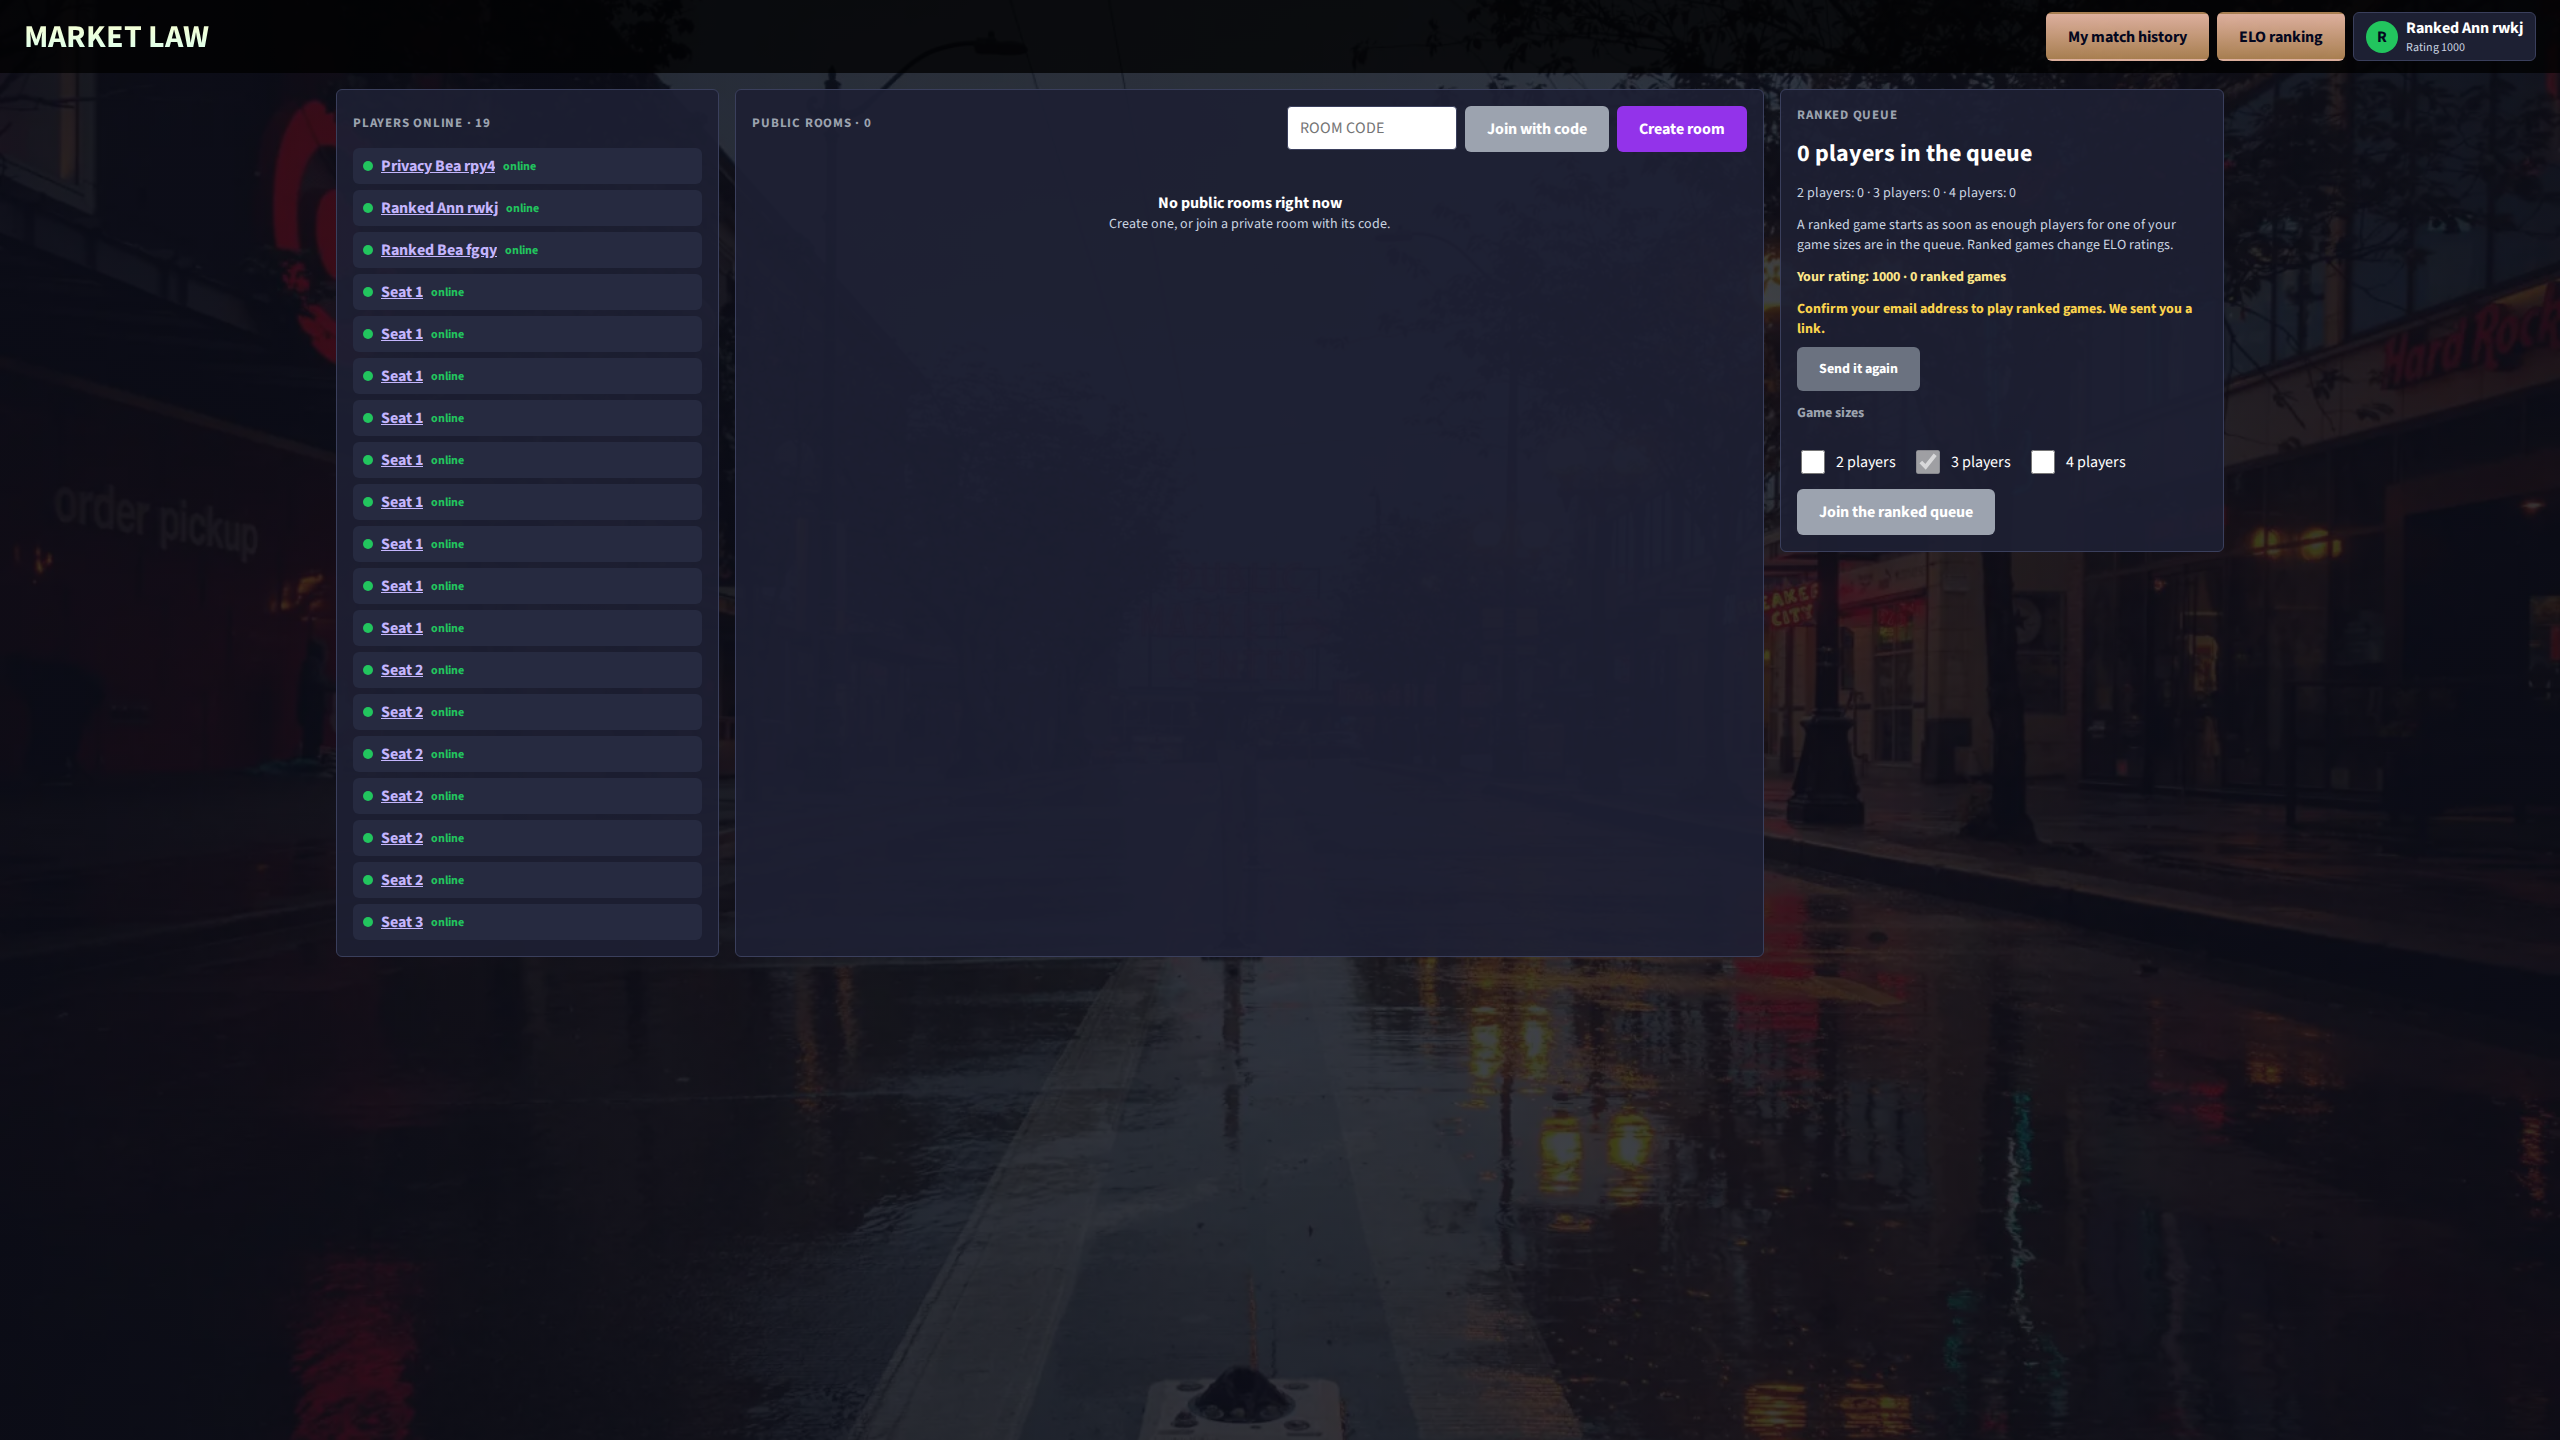 MARKET LAW
My match history
ELO ranking
R
Ranked Ann rwkj
Rating 1000
PLAYERS ONLINE · 19
Privacy Bea rpy4 online
Ranked Ann rwkj online
Ranked Bea fgqy online
Seat 1 online
Seat 1 online
Seat 1 online
Seat 1 online
Seat 1 online
Seat 1 online
Seat 1 online
Seat 1 online
Seat 1 online
Seat 2 online
Seat 2 online
Seat 2 online
Seat 2 online
Seat 2 online
Seat 2 online
Seat 3 online
PUBLIC ROOMS · 0
ROOM CODE
Join with code
Create room
No public rooms right now
Create one, or join a private room with its code.
RANKED QUEUE
0 players in the queue
2 players: 0 · 3 players: 0 · 4 players: 0
A ranked game starts as soon as enough players for one of your
game sizes are in the queue. Ranked games change ELO ratings.
Your rating: 1000 · 0 ranked games
Confirm your email address to play ranked games. We sent you a
link.
Send it again
Game sizes
2 players
3 players
4 players
Join the ranked queue
order pickup
Hard Rock
CITY